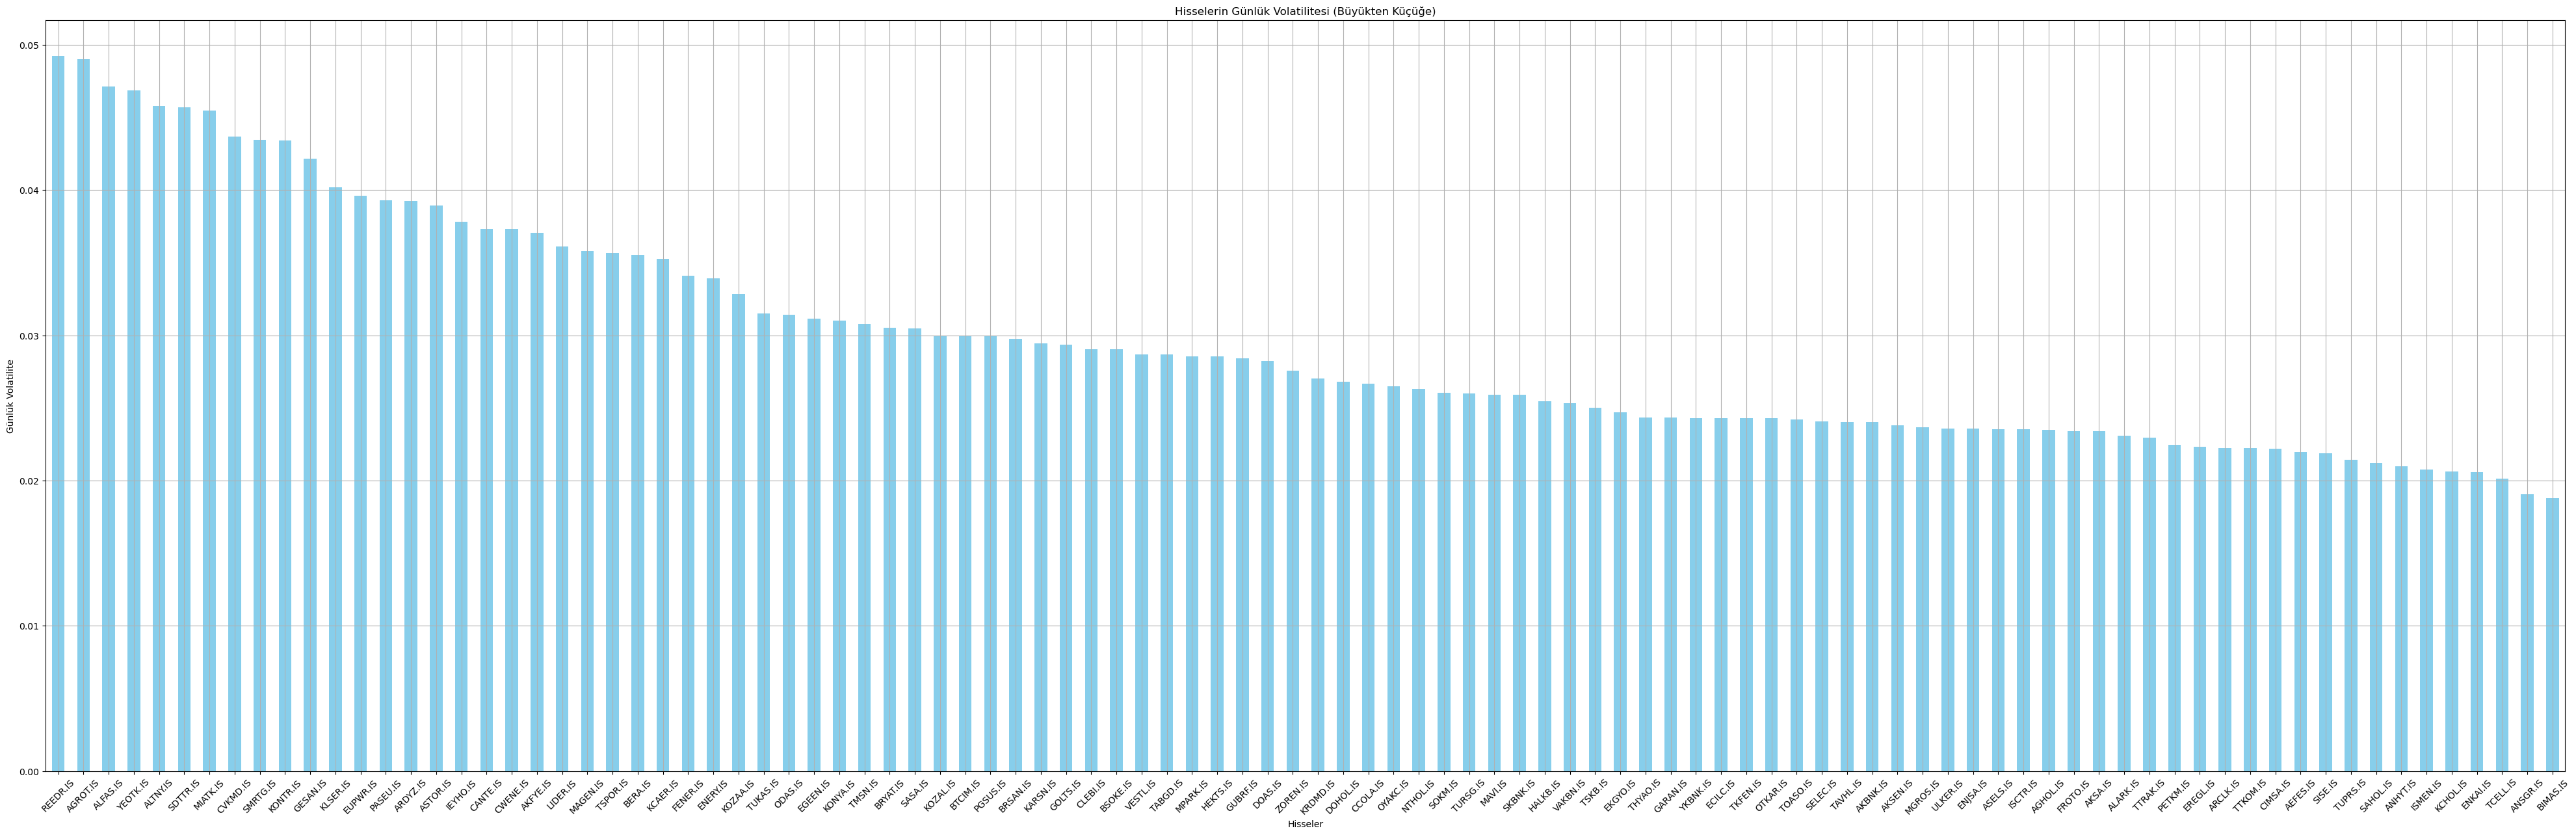 Hisselerin Günlük Volatilitesi (Büyükten Küçüğe)
Günlük Volatilite
0.05
0.04
0.03
0.02
0.01
0.00
REEDR.IS
AGROT.IS
ALFAS.IS
YEOTK.IS
ALTNY.IS
SDTTR.IS
MIATK.IS
CVKMD.IS
SMRTG.IS
KONTR.IS
GESAN.IS
KLSER.IS
EUPWR.IS
PASEU.IS
ARDYZ.IS
ASTOR.IS
IEYHO.IS
CANTE.IS
CWENE.IS
AKFYE.IS
LIDER.IS
MAGEN.IS
TSPOR.IS
BERA.IS
KCAER.IS
FENER.IS
ENERY.IS
KOZAA.IS
TUKAS.IS
ODAS.IS
EGEEN.IS
KONYA.IS
TMSN.IS
BRYAT.IS
SASA.IS
KOZAL.IS
BTCIM.IS
PGSUS.IS
BRSAN.IS
KARSN.IS
GOLTS.IS
CLEBI.IS
BSOKE.IS
VESTL.IS
TABGD.IS
MPARK.IS
HEKTS.IS
GUBRF.IS
DOAS.IS
ZOREN.IS
KRDMD.IS
DOHOL.IS
CCOLA.IS
OYAKC.IS
NTHOL.IS
SOKM.IS
TURSG.IS
MAVI.IS
SKBNK.IS
HALKB.IS
VAKBN.IS
TSKB.IS
EKGYO.IS
THYAO.IS
GARAN.IS
YKBNK.IS
ECILC.IS
TKFEN.IS
OTKAR.IS
TOASO.IS
SELEC.IS
TAVHL.IS
AKBNK.IS
AKSEN.IS
MGROS.IS
ULKER.IS
ENJSA.IS
ASELS.IS
ISCTR.IS
AGHOL.IS
FROTO.IS
AKSA.IS
ALARK.IS
TTRAK.IS
PETKM.IS
EREGL.IS
ARCLK.IS
TTKOM.IS
CIMSA.IS
AEFES.IS
SISE.IS
TUPRS.IS
SAHOL.IS
ANHYT.IS
ISMEN.IS
KCHOL.IS
ENKAI.IS
TCELL.IS
ANSGR.IS
BIMAS.IS
Hisseler